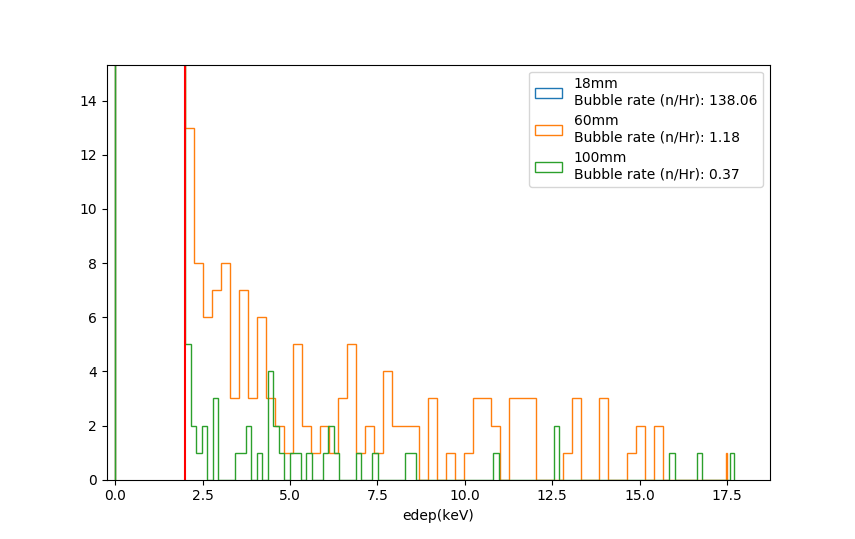 14
12
10
8
6
4
2
0
18mm
Bubble rate (n/Hr): 138.06
60mm
Bubble rate (n/Hr): 1.18
100mm
Bubble rate (n/Hr): 0.37
0.0 2.5 5.0 7.5 10.0 12.5 15.0 17.5
edep(keV)